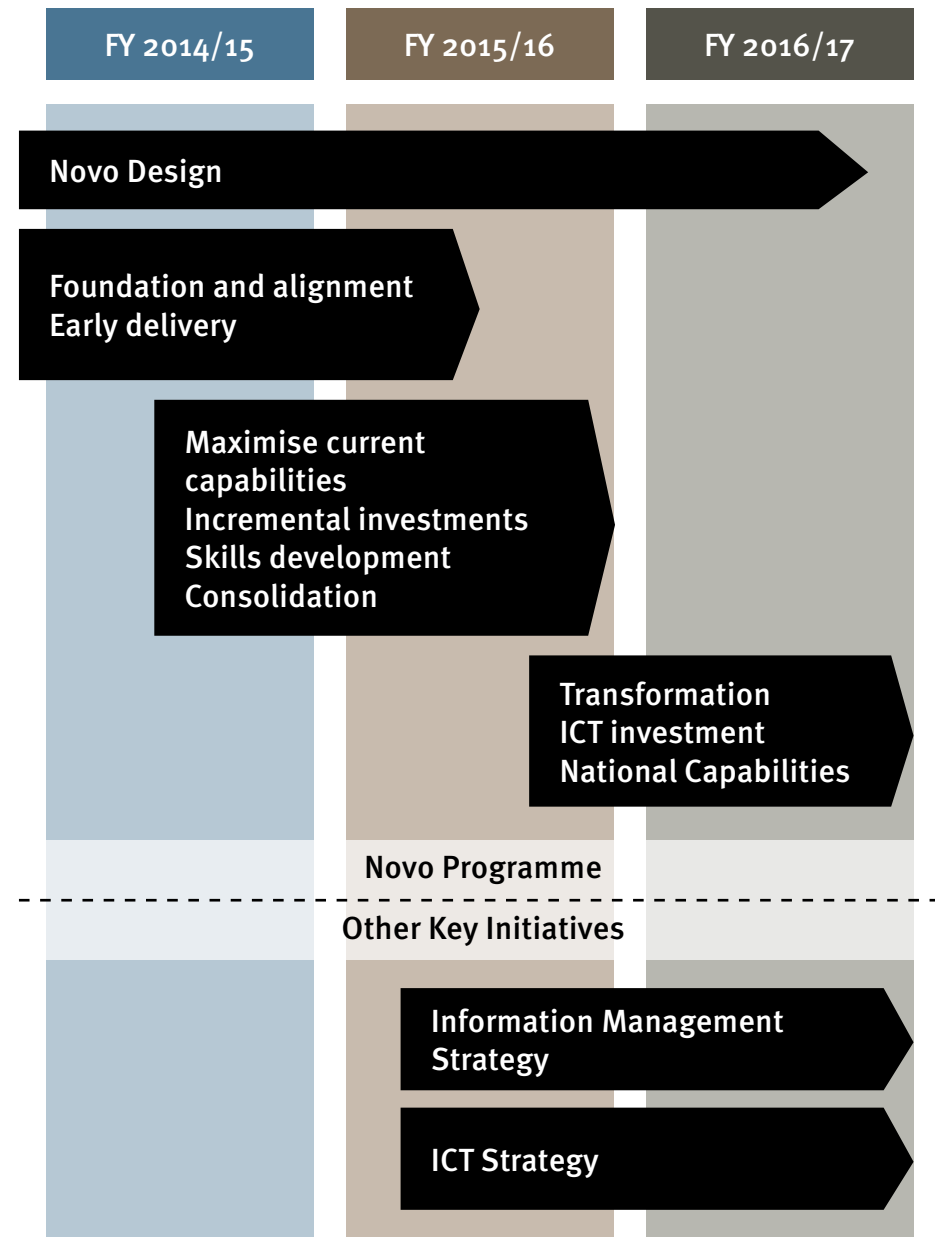 FY 2014/15
FY 2015/16
FY 2016/17
Novo Design
Foundation and alignment
Early delivery
Maximise current
capabilities
Incremental investments
Skills development
Consolidation
Transformation
ICT investment
National Capabilities
Novo Programme
Other Key Initiatives
Information Management
Strategy
ICT Strategy